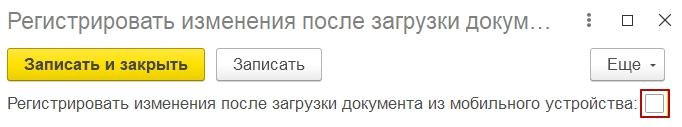 Регистрировать изменения после загрузки докум...
Записать и закрыть Записать Еще
Регистрировать изменения после загрузки документа из мобильного устройства: